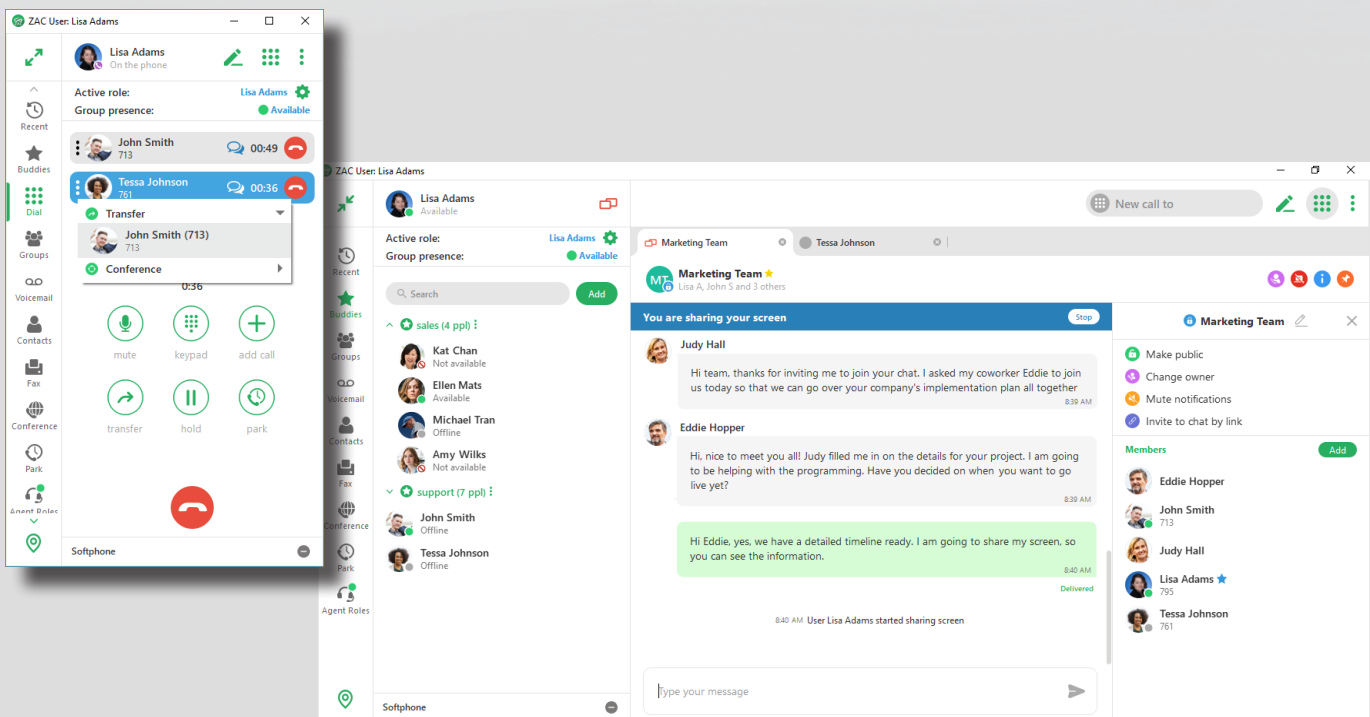 ZAC User: Lisa Adams
Lisa Adams
On the phone
Active role:
Lisa Adams
Group presence:
Available
Recent
Buddies
Dial
Groups
Voicemail
Contacts
Fax
Conference
Park
Agent Roles
John Smith
713
00:49
Tessa Johnson
761
00:36
Transfer
John Smith (713)
713
Conference
0:36
mute
keypad
add call
transfer
hold
park
Softphone
ZAC User: Lisa Adams
Lisa Adams
Available
Active role:
Lisa Adams
Group presence:
Available
Recent
Buddies
Groups
Voicemail
Contacts
Fax
Conference
Park
Agent Roles
Search
Add
sales (4 ppl)
Kat Chan
Not available
Ellen Mats
Available
Michael Tran
Offline
Amy Wilks
Not available
support (7 ppl)
John Smith
Offline
Tessa Johnson
Offline
Softphone
New call to
Marketing Team
Tessa Johnson
MT
Marketing Team
Lisa A, John S and 3 others
You are sharing your screen
Stop
Judy Hall
Hi team, thanks for inviting me to join your chat. I asked my coworker Eddie to join
us today so that we can go over your company's implementation plan all together
8:39 AM
Eddie Hopper
Hi, nice to meet you all! Judy filled me in on the details for your project. I am going
to be helping with the programming. Have you decided on when you want to go
live yet?
8:39 AM
Hi Eddie, yes, we have a detailed timeline ready. I am going to share my screen, so
you can see the information.
8:40 AM
Delivered
8:40 AM User Lisa Adams started sharing screen
Type your message
Marketing Team
Make public
Change owner
Mute notifications
Invite to chat by link
Members
Add
Eddie Hopper
John Smith
713
Judy Hall
Lisa Adams
795
Tessa Johnson
761